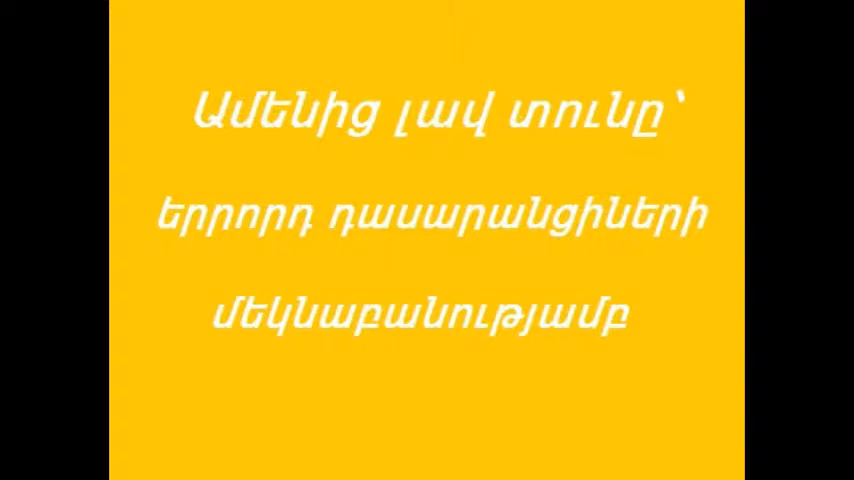 Ամենից լավ տունը՝
երրորդ դասարանցիների
մեկնաբանությամբ